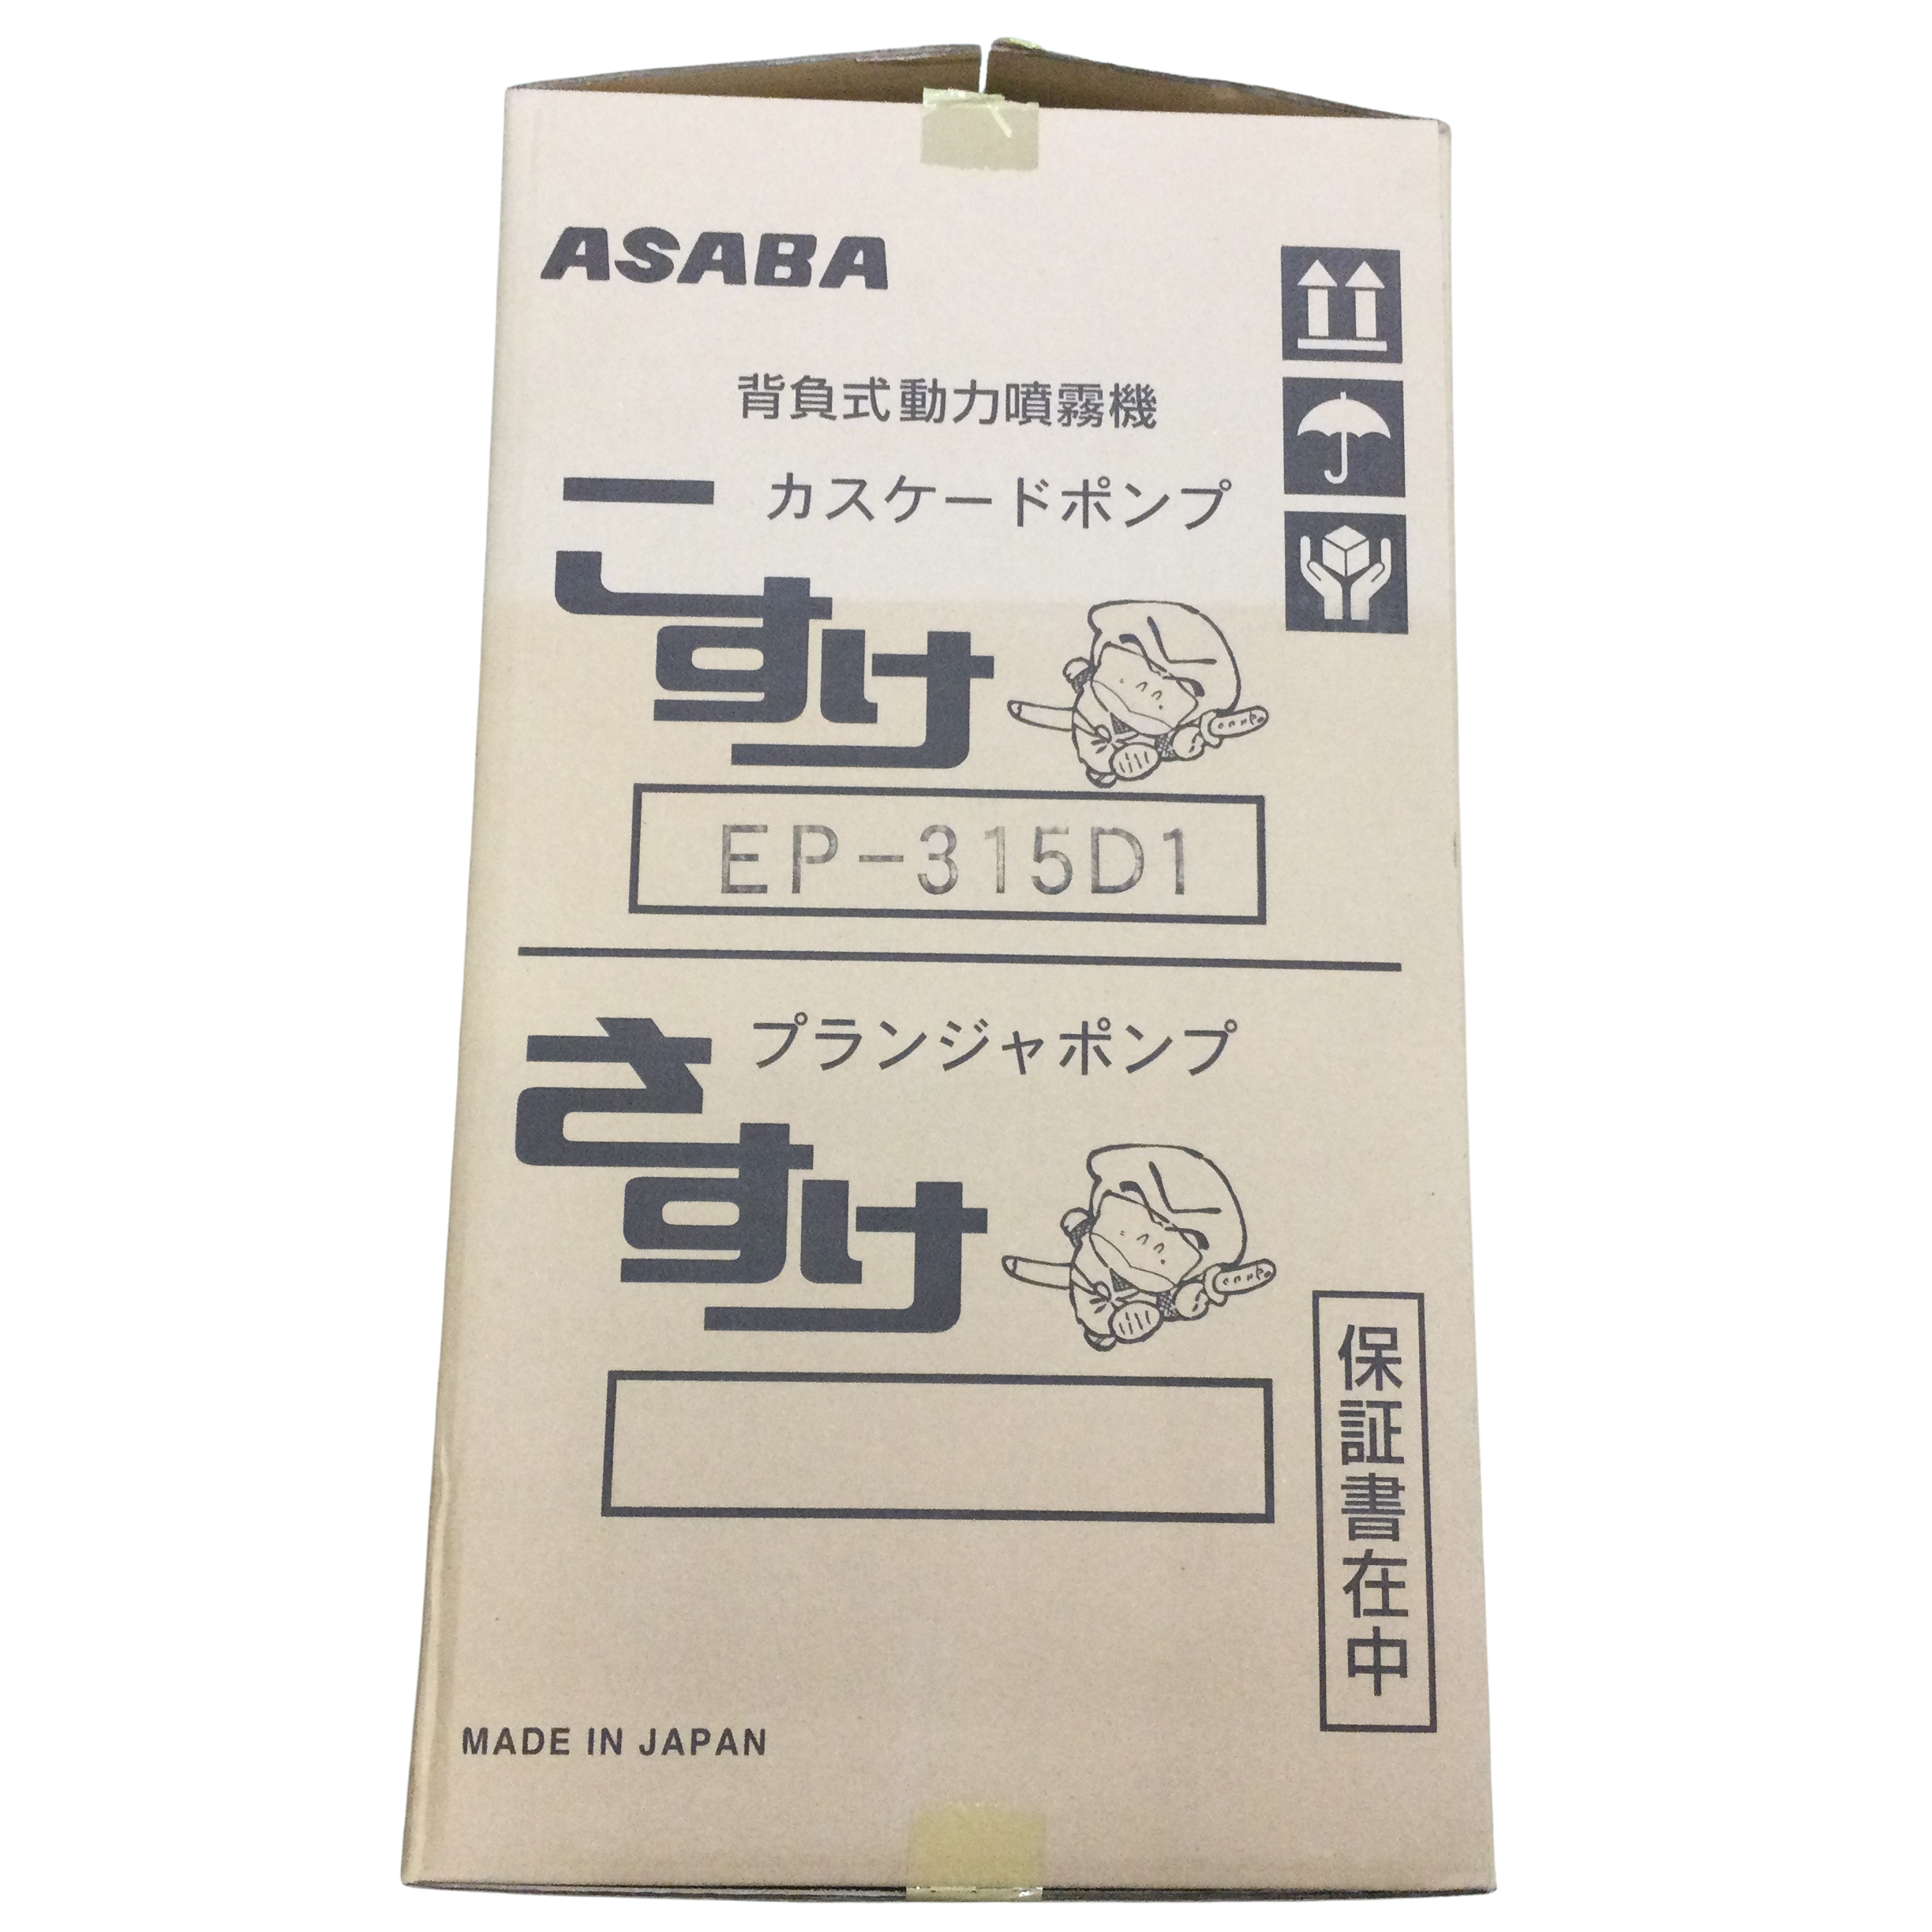 ASABA
背負式動力噴霧機
カスケードポンプ
こすけ
EP-315D1
プランジャポンプ
さすけ
保証書在中
MADE IN JAPAN